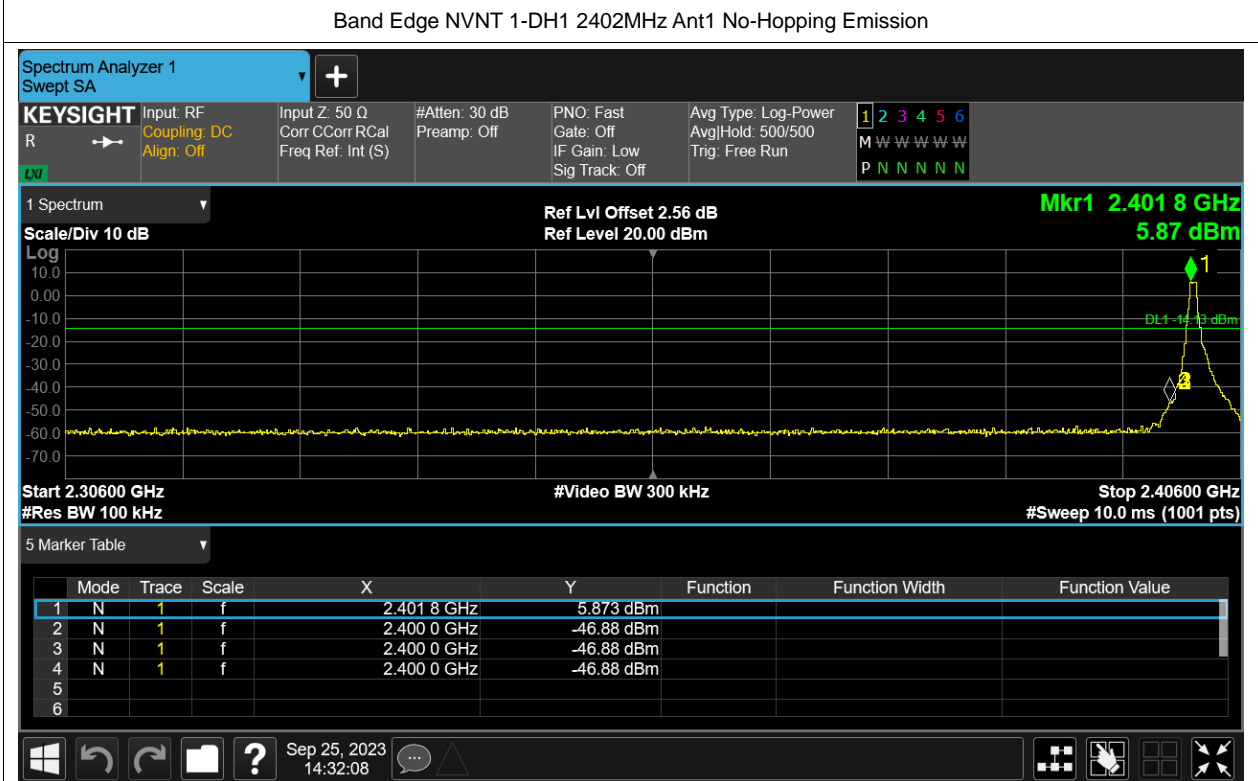 Band Edge NVNT 1-DH1 2402MHz Ant1 No-Hopping Emission
Spectrum Analyzer 1
Swept SA
+
KEYSIGHT
R
LXI
Input: RF
Coupling: DC
Align: Off
Input Z: 50 Ω
Corr CCorr RCal
Freq Ref: Int (S)
#Atten: 30 dB
Preamp: Off
PNO: Fast
Gate: Off
IF Gain: Low
Sig Track: Off
Avg Type: Log-Power
Avg|Hold: 500/500
Trig: Free Run
1 2 3 4 5 6
M W W W W W
P N N N N N
1 Spectrum
Scale/Div 10 dB
Ref Lvl Offset 2.56 dB
Ref Level 20.00 dBm
Mkr1 2.401 8 GHz
5.87 dBm
Log
10.0
0.00
-10.0
-20.0
-30.0
-40.0
-50.0
-60.0
-70.0
1
DL1 -14.13 dBm
Start 2.30600 GHz
#Res BW 100 kHz
#Video BW 300 kHz
Stop 2.40600 GHz
#Sweep 10.0 ms (1001 pts)
5 Marker Table
Mode Trace Scale X Y Function Function Width Function Value
1 N 1 f 2.401 8 GHz 5.873 dBm
2 N 1 f 2.400 0 GHz -46.88 dBm
3 N 1 f 2.400 0 GHz -46.88 dBm
4 N 1 f 2.400 0 GHz -46.88 dBm
5
6
?
Sep 25, 2023
14:32:08